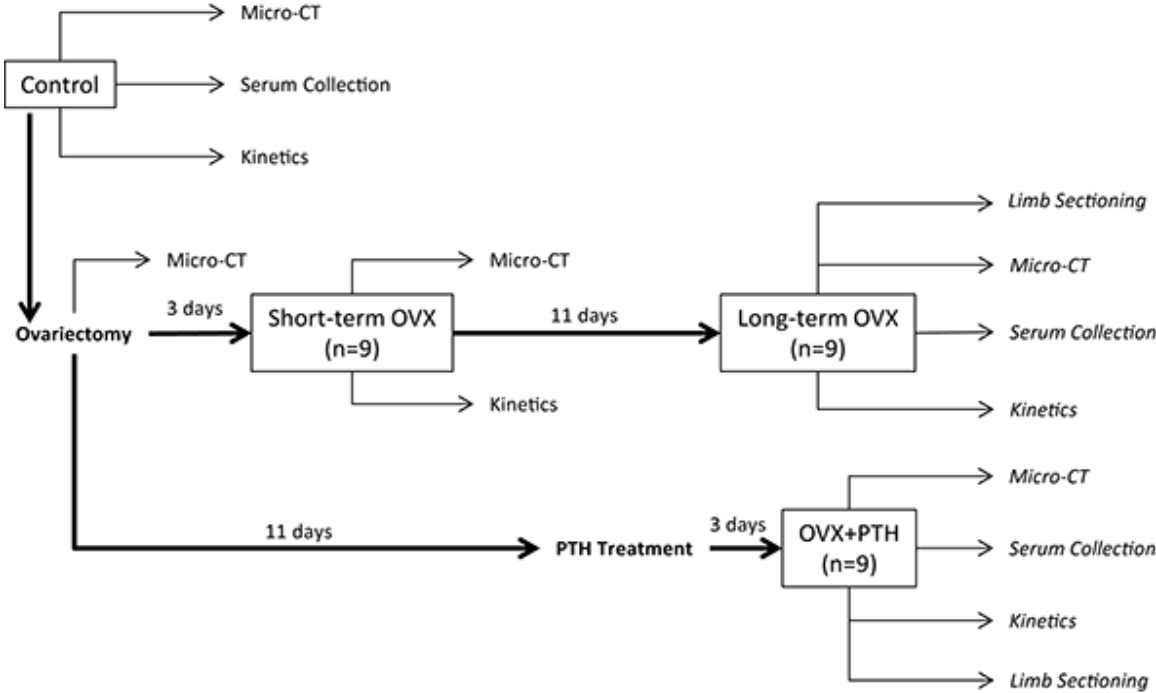 Micro-CT
Control
Serum Collection
Kinetics
Limb Sectioning
Micro-CT
Micro-CT
Micro-CT
3 days
Short-term OVX
(n=9)
11 days
Long-term OVX
(n=9)
Ovariectomy
Serum Collection
Kinetics
Kinetics
Micro-CT
11 days
PTH Treatment
3 days
OVX+PTH
(n=9)
Serum Collection
Kinetics
Limb Sectioning